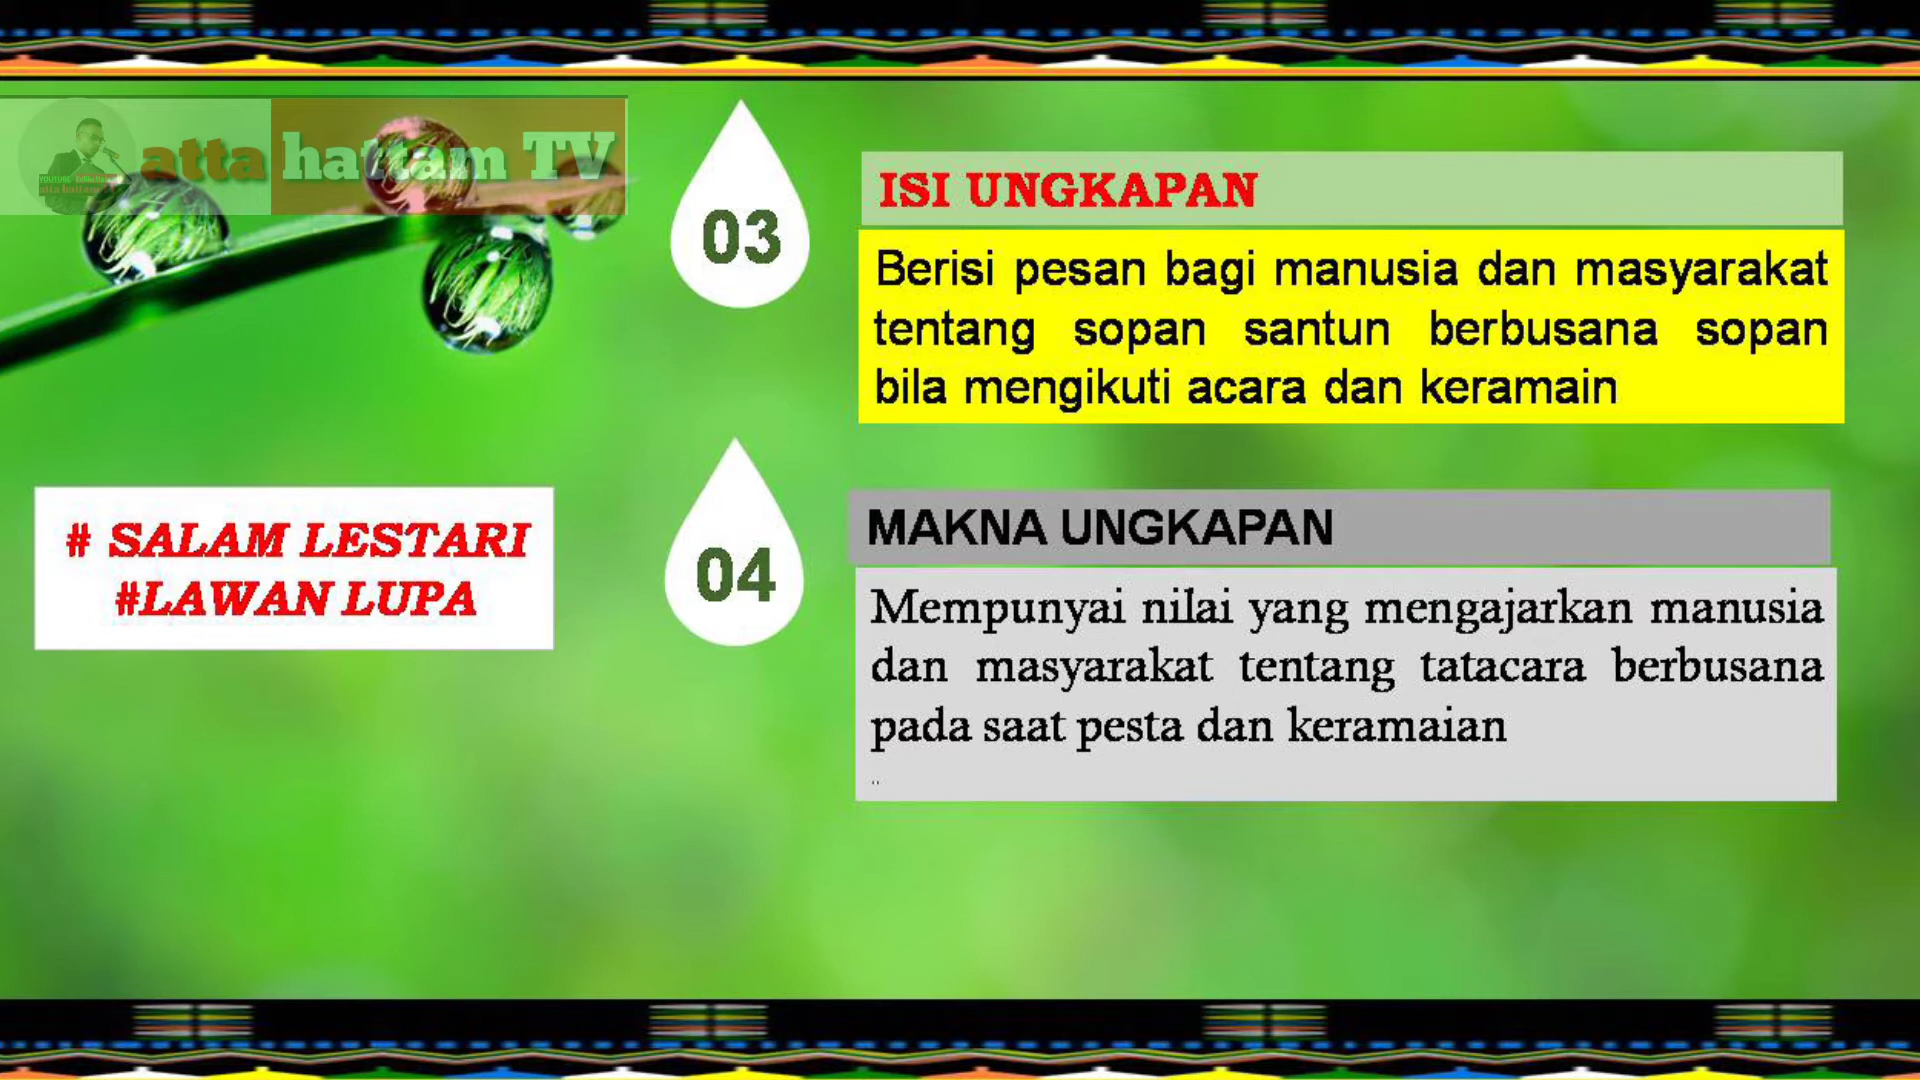 atta hattam TV
03
ISI UNGKAPAN
Berisi pesan bagi manusia dan masyarakat
tentang sopan santun berbusana sopan
bila mengikuti acara dan keramain
# SALAM LESTARI
#LAWAN LUPA
04
MAKNA UNGKAPAN
Mempunyai nilai yang mengajarkan manusia
dan masyarakat tentang tatacara berbusana
pada saat pesta dan keramaian
..